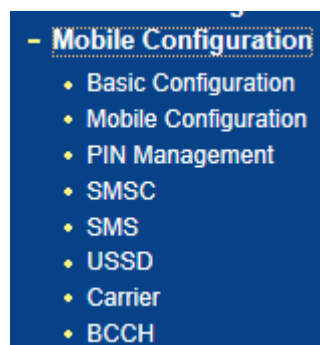 – Mobile Configuration
• Basic Configuration
• Mobile Configuration
• PIN Management
• SMSC
• SMS
• USSD
• Carrier
• BCCH